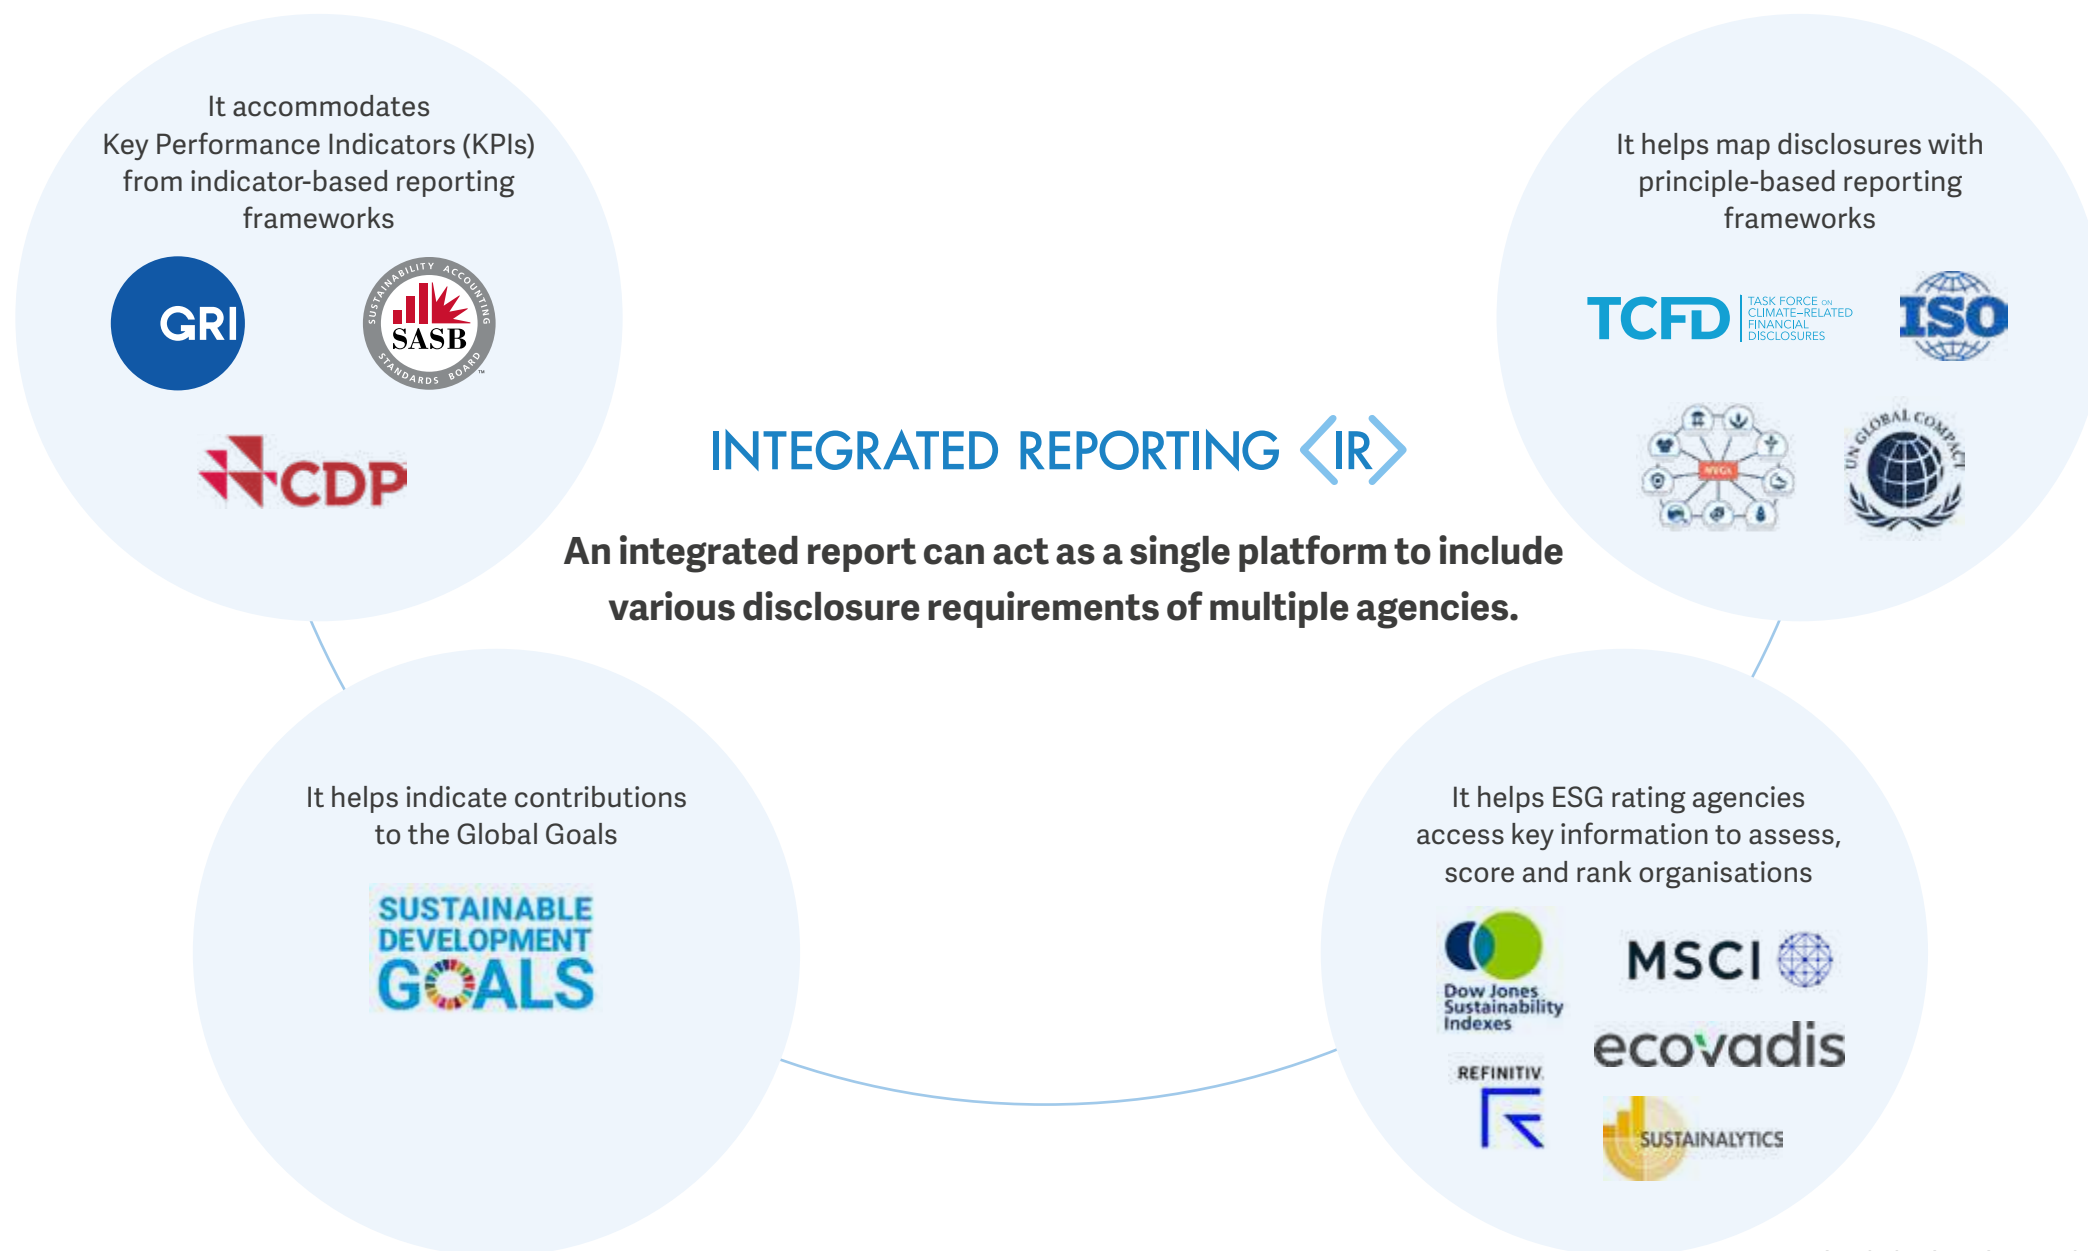 It accommodates
Key Performance Indicators (KPIs)
from indicator-based reporting
frameworks
GRI
SUSTAINABILITY ACCOUNTING
SASB
STANDARDS BOARD
TM
CDP
It helps map disclosures with
principle-based reporting
frameworks
TCFD
TASK FORCE ON
CLIMATE–RELATED
FINANCIAL
DISCLOSURES
ISO
NVGs
UN GLOBAL COMPACT
INTEGRATED REPORTING <IR>
An integrated report can act as a single platform to include
various disclosure requirements of multiple agencies.
It helps indicate contributions
to the Global Goals
SUSTAINABLE
DEVELOPMENT
GOALS
It helps ESG rating agencies
access key information to assess,
score and rank organisations
Dow Jones
Sustainability
Indexes
MSCI
ecovadis
REFINITIV
SUSTAINALYTICS